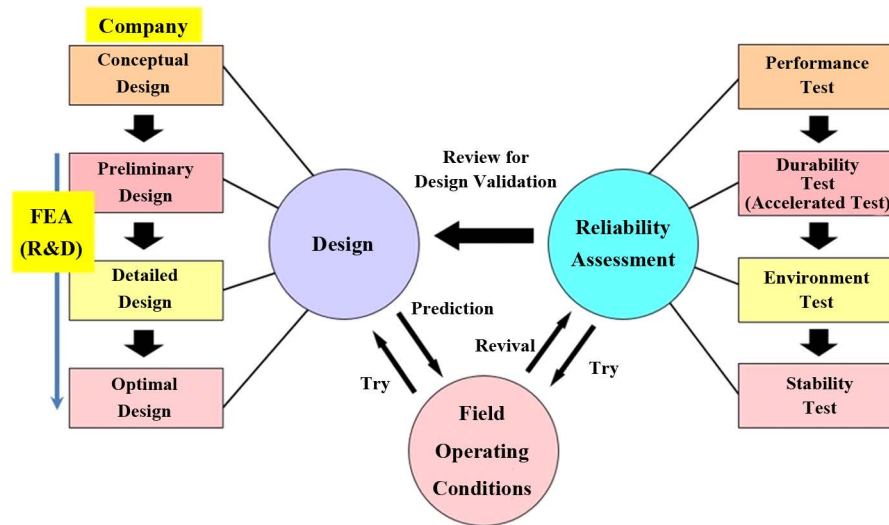 Company
Conceptual
Design
Preliminary
Design
FEA
(R&D)
Detailed
Design
Optimal
Design
Design
Review for
Design Validation
Reliability
Assessment
Prediction
Try
Revival
Try
Field
Operating
Conditions
Performance
Test
Durability
Test
(Accelerated Test)
Environment
Test
Stability
Test